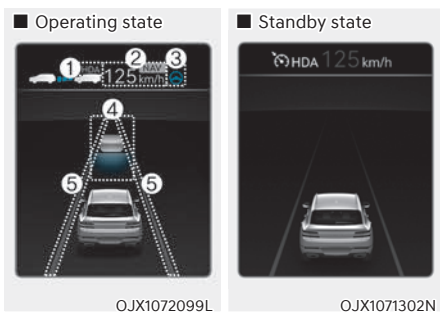 ■ Operating state
① HDA ② 125 km/h NAV ③
④
⑤ ⑤
OJX1072099L
■ Standby state
HDA 125 km/h
OJX1071302N